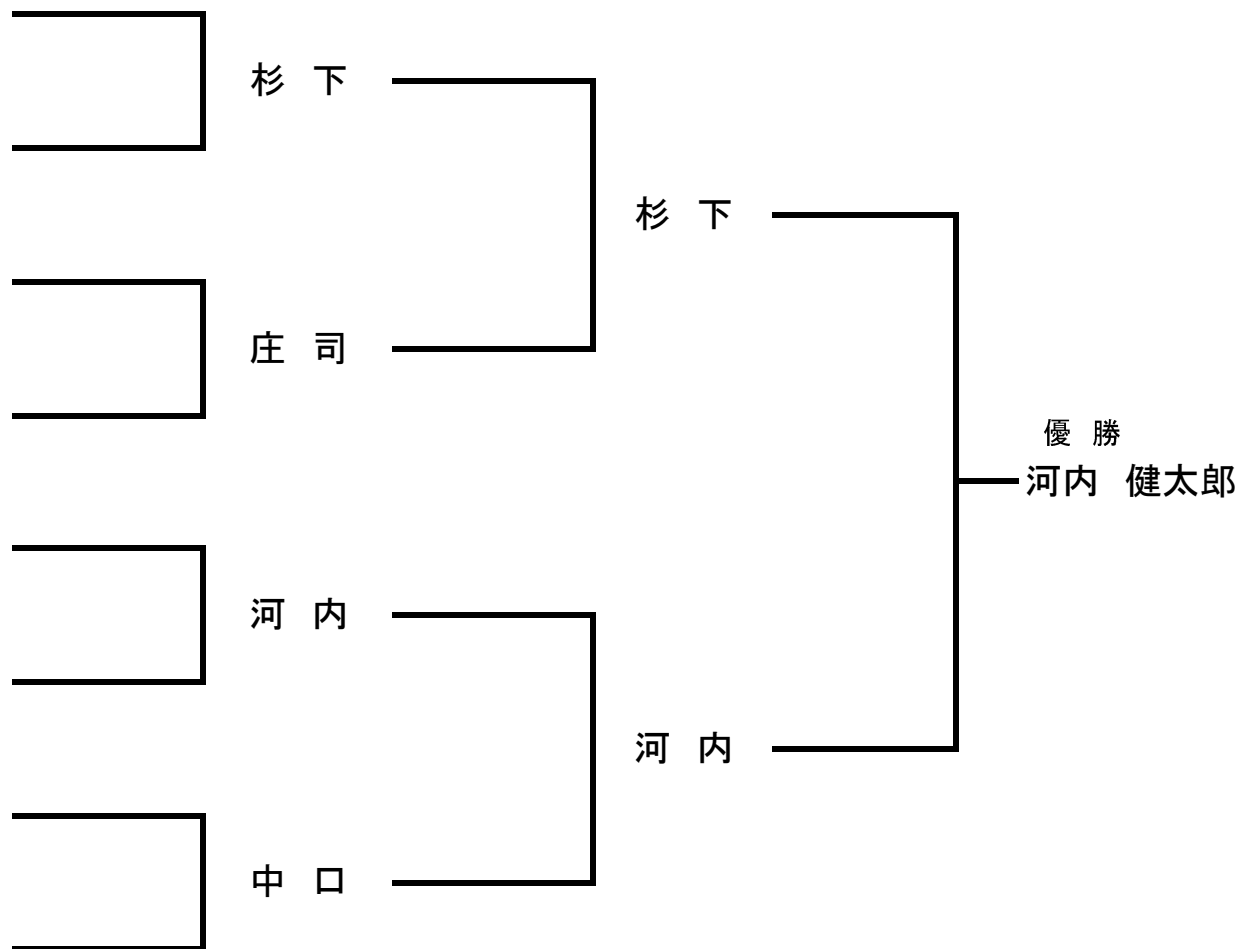 杉 下
杉 下
庄 司
優 勝
河内 健太郎
河 内
河 内
中 口